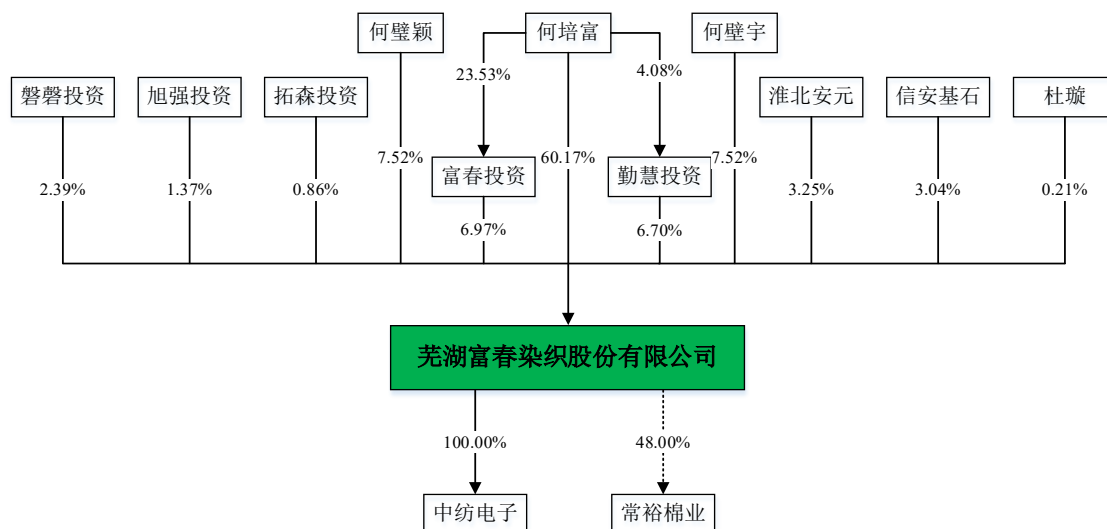 何璧颖
何培富
何壁宇
23.53%
4.08%
磐磬投资
旭强投资
拓森投资
淮北安元
信安基石
杜璇
7.52%
60.17%
7.52%
富春投资
勤慧投资
2.39%
1.37%
0.86%
3.25%
3.04%
0.21%
6.97%
6.70%
芜湖富春染织股份有限公司
100.00%
48.00%
中纺电子
常裕棉业